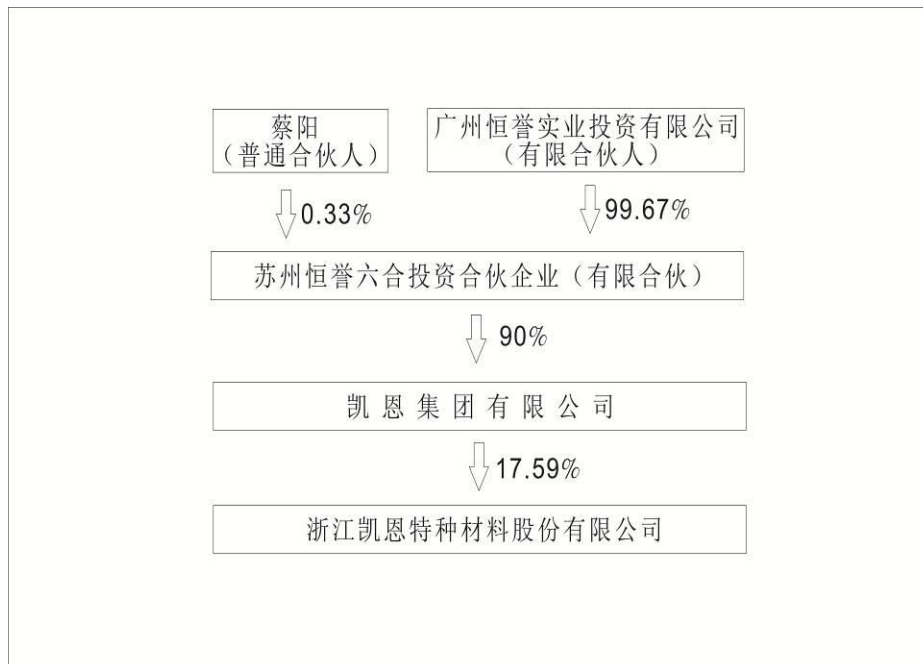 蔡阳
（普通合伙人）
广州恒誉实业投资有限公司
（有限合伙人）
0.33%
99.67%
苏州恒誉六合投资合伙企业（有限合伙）
90%
凯恩集团有限公司
17.59%
浙江凯恩特种材料股份有限公司